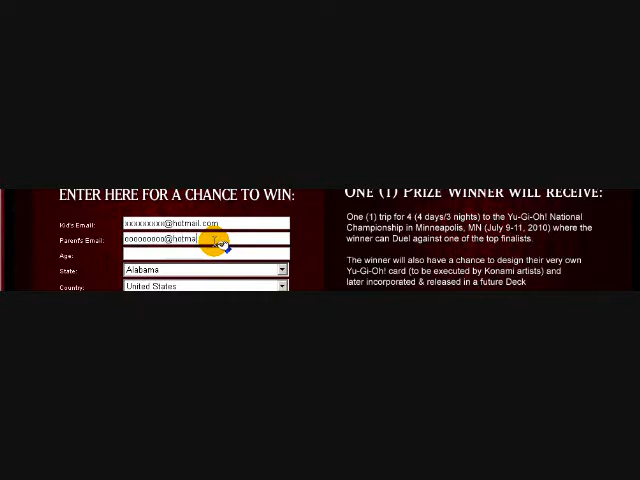 ENTER HERE FOR A CHANCE TO WIN:
Kid's Email:
xxxxxxxxx@hotmail.com
Parent's Email:
ooooooooo@hotma
Age:
State:
Alabama
Country:
United States
ONE (1) PRIZE WINNER WILL RECEIVE:
One (1) trip for 4 (4 days/3 nights) to the Yu-Gi-Oh! National
Championship in Minneapolis, MN (July 9-11, 2010) where the
winner can Duel against one of the top finalists.
The winner will also have a chance to design their very own
Yu-Gi-Oh! card (to be executed by Konami artists) and
later incorporated & released in a future Deck